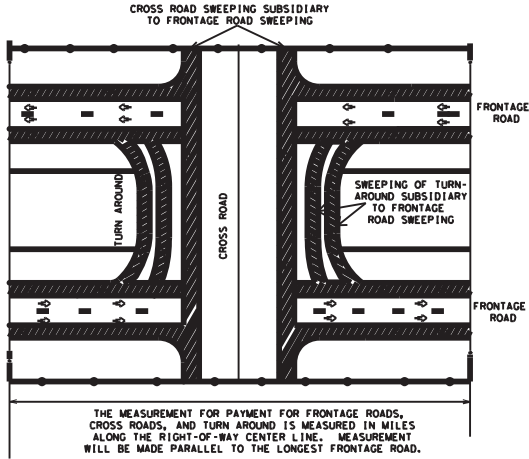 CROSS ROAD SWEEPING SUBSIDIARY
TO FRONTAGE ROAD SWEEPING
FRONTAGE
ROAD
TURN AROUND
CROSS ROAD
SWEEPING OF TURN-
AROUND SUBSIDIARY
TO FRONTAGE
ROAD SWEEPING
FRONTAGE
ROAD
THE MEASUREMENT FOR PAYMENT FOR FRONTAGE ROADS,
CROSS ROADS, AND TURN AROUND IS MEASURED IN MILES
ALONG THE RIGHT-OF-WAY CENTER LINE. MEASUREMENT
WILL BE MADE PARALLEL TO THE LONGEST FRONTAGE ROAD.